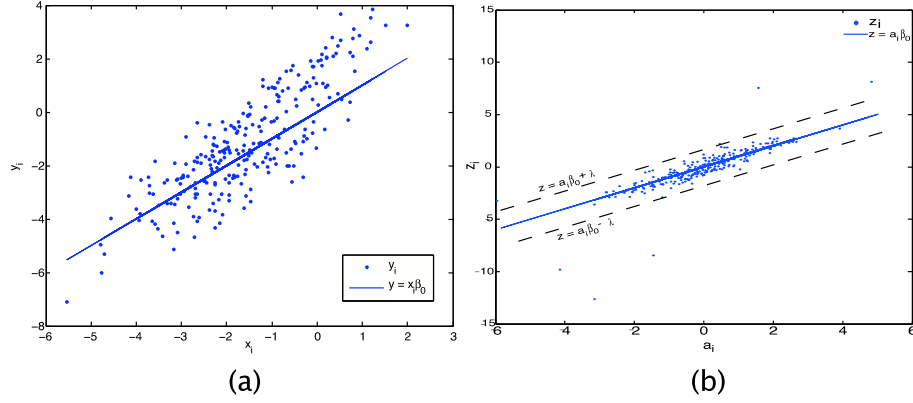 4
2
0
−2
−4
−6
−8
−6
−5
−4
−3
−2
−1
0
1
2
3
x_i
y_i
y_i
y = x_iβ_0
(a)
15
10
5
0
−5
−10
15
−6
−4
−2
0
2
4
6
a_i
z_i
z_i
z = a_iβ_0
z = a_iβ_0 + λ
z = a_iβ_0 − λ
(b)